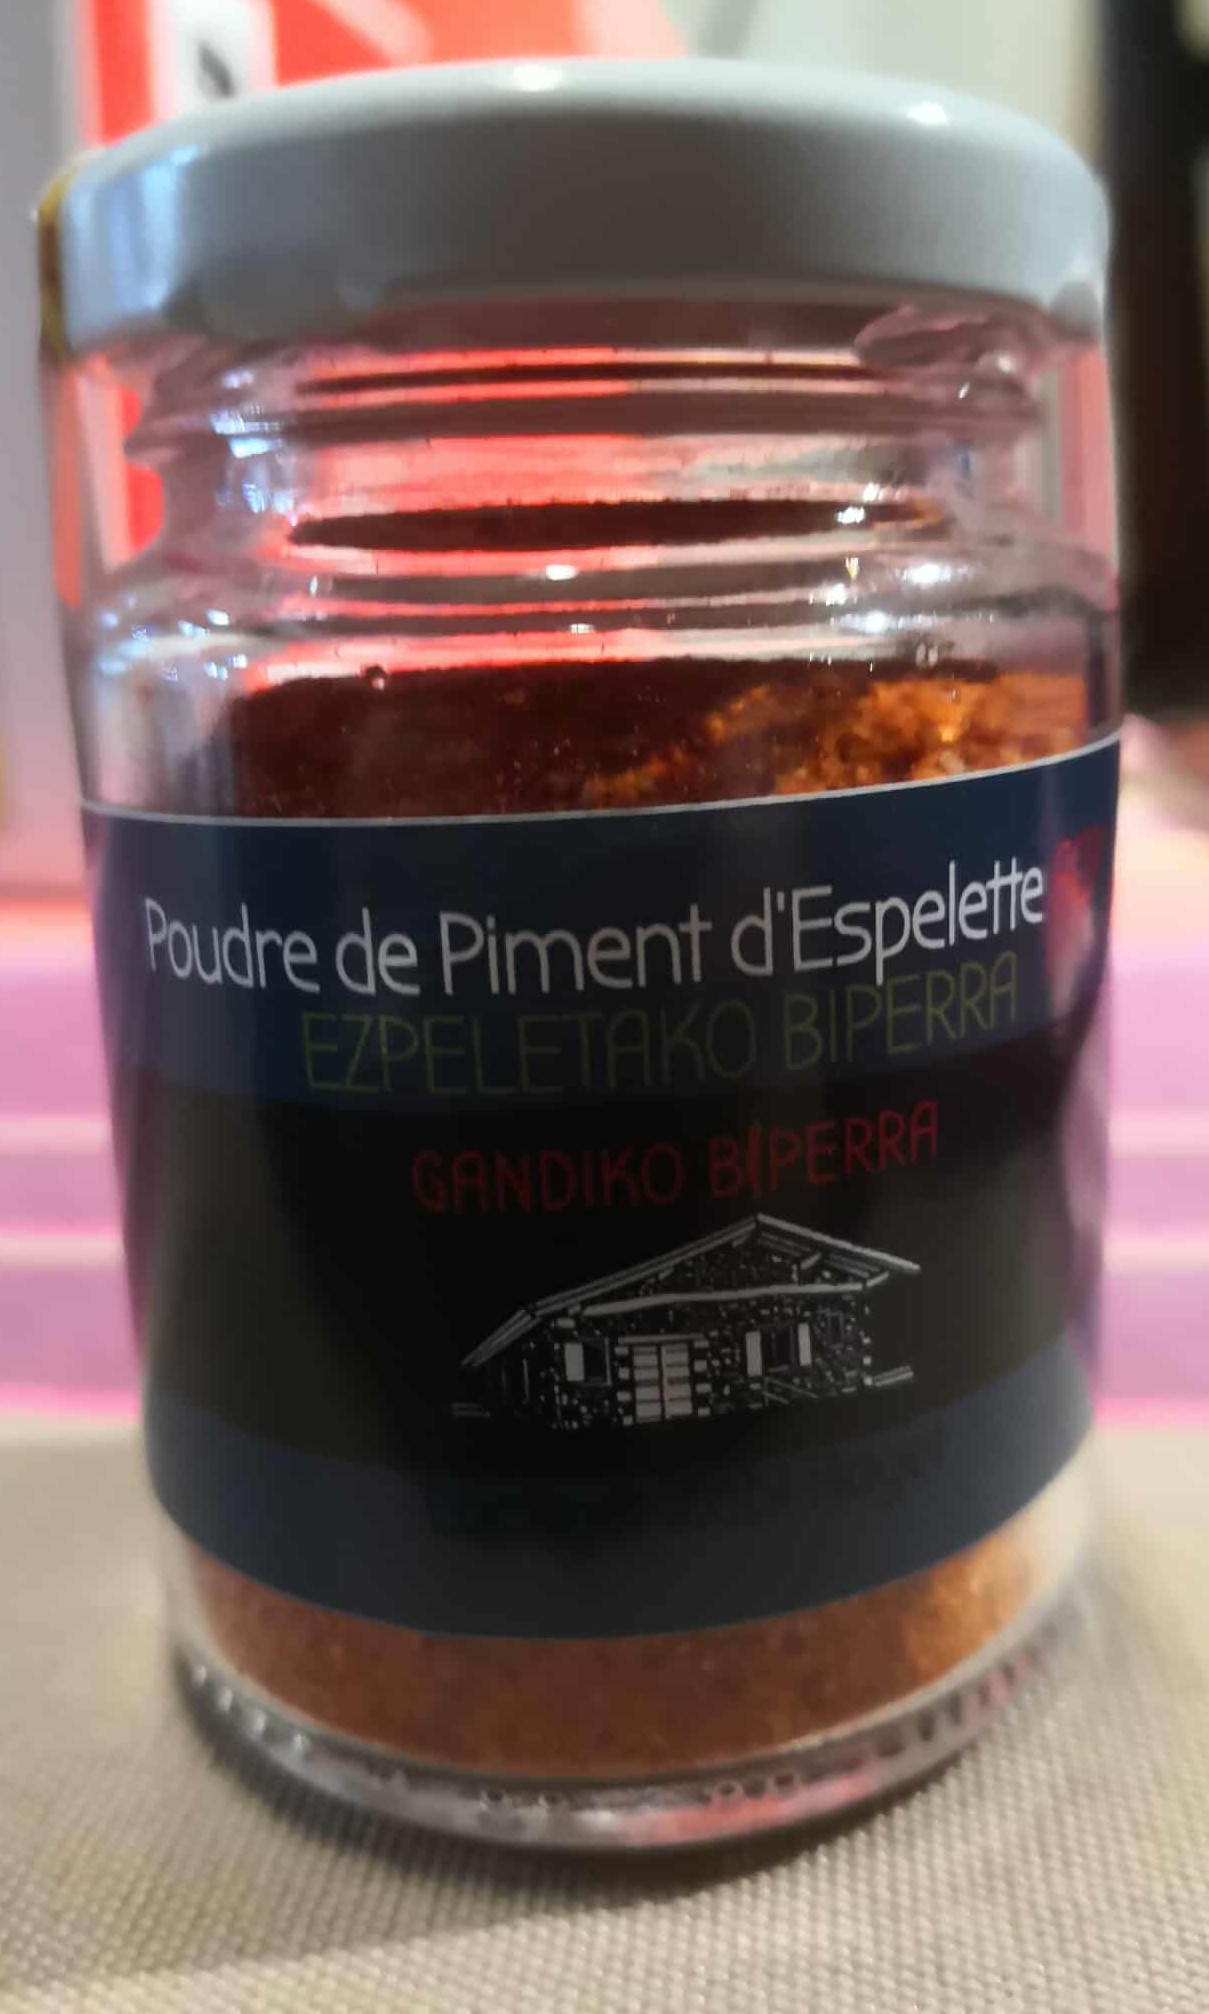 Poudre de Piment d'Espelette
EZPELETAKO BIPERRA
GANDIKO BIPERRA